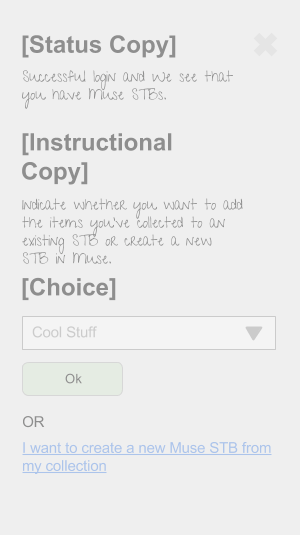 [Status Copy]
Successful login and we see that
you have Muse STBs.
[Instructional
Copy]
Indicate whether you want to add
the items you've collected to an
existing STB or create a new
STB in Muse.
[Choice]
Cool Stuff
Ok
OR
I want to create a new Muse STB from
my collection